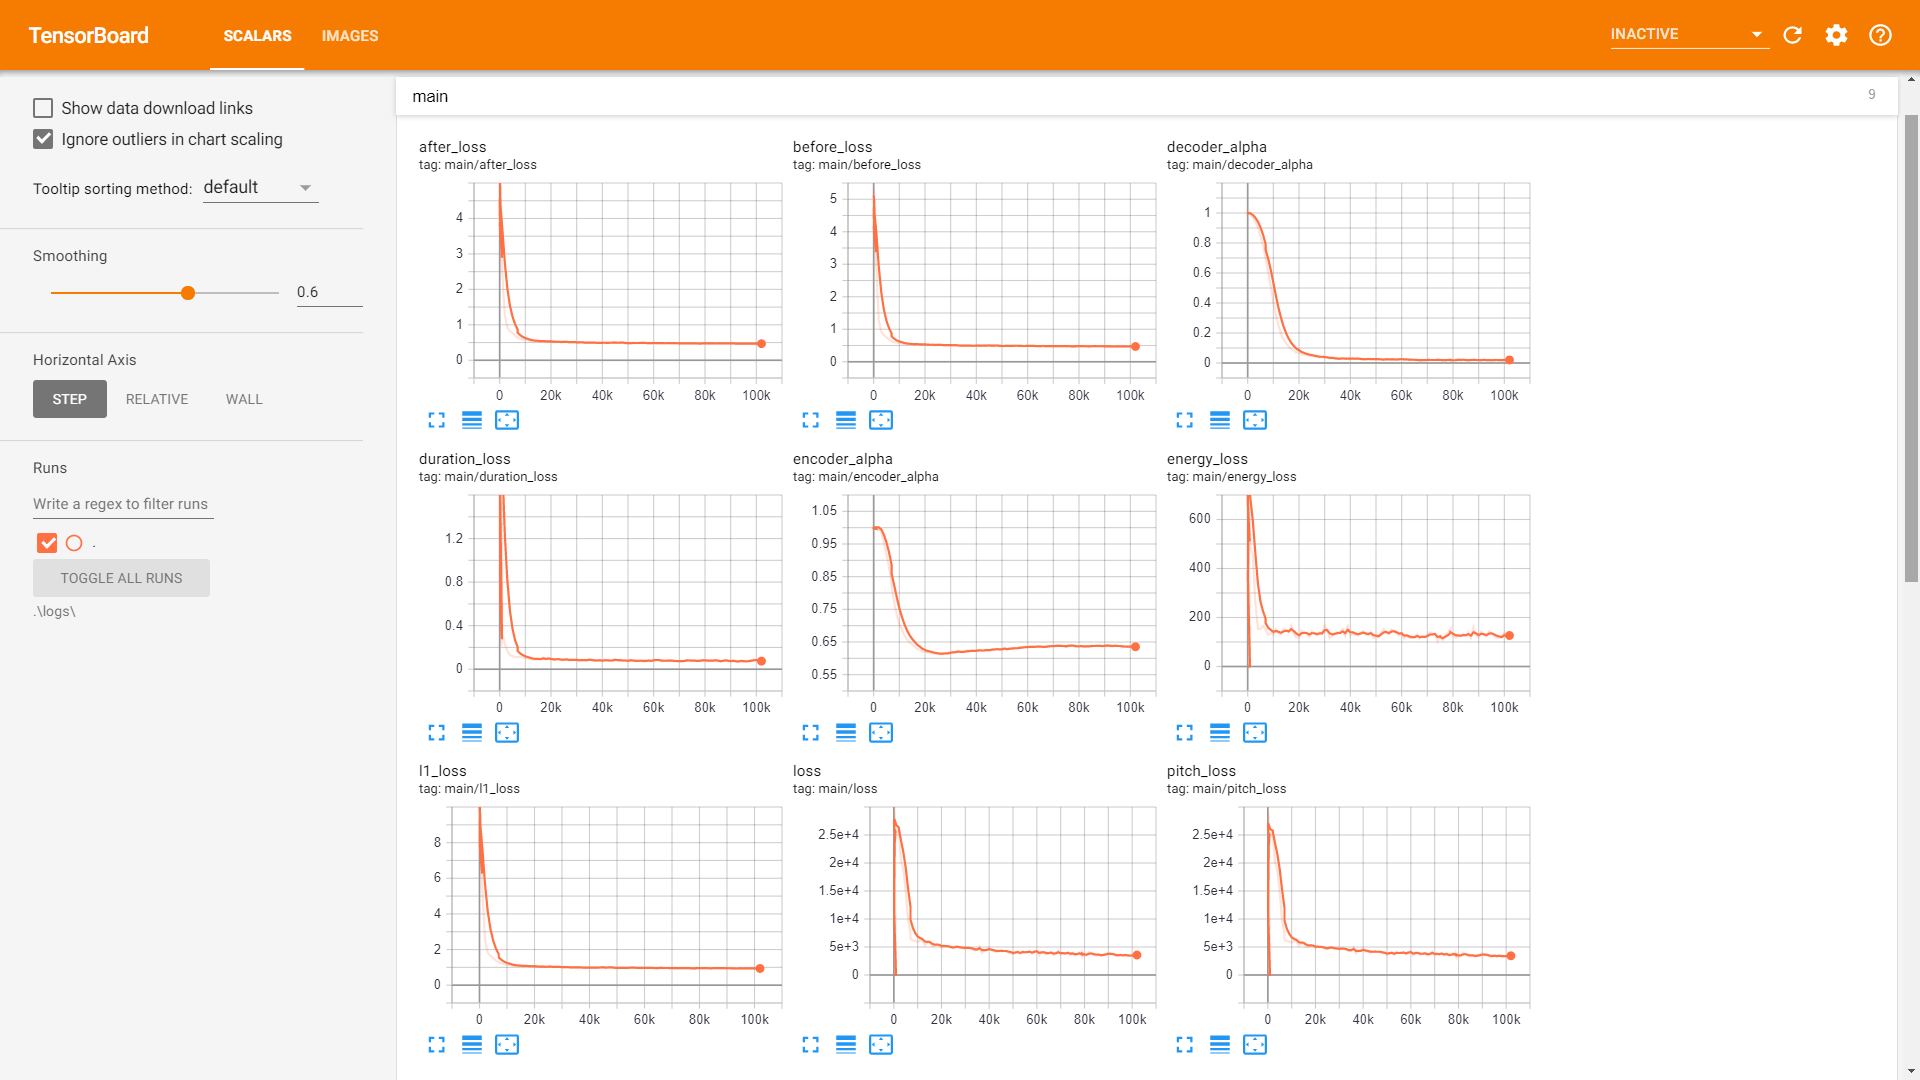 TensorBoard SCALARS IMAGES INACTIVE
Show data download links
Ignore outliers in chart scaling
Tooltip sorting method: default
Smoothing
0.6
Horizontal Axis
STEP RELATIVE WALL
Runs
Write a regex to filter runs
.
TOGGLE ALL RUNS
.\logs\
main 9
after_loss
tag: main/after_loss
4
3
2
1
0
0 20k 40k 60k 80k 100k
before_loss
tag: main/before_loss
5
4
3
2
1
0
0 20k 40k 60k 80k 100k
decoder_alpha
tag: main/decoder_alpha
1
0.8
0.6
0.4
0.2
0
0 20k 40k 60k 80k 100k
duration_loss
tag: main/duration_loss
1.2
0.8
0.4
0
0 20k 40k 60k 80k 100k
encoder_alpha
tag: main/encoder_alpha
1.05
0.95
0.85
0.75
0.65
0.55
0 20k 40k 60k 80k 100k
energy_loss
tag: main/energy_loss
600
400
200
0
0 20k 40k 60k 80k 100k
l1_loss
tag: main/l1_loss
8
6
4
2
0
0 20k 40k 60k 80k 100k
loss
tag: main/loss
2.5e+4
2e+4
1.5e+4
1e+4
5e+3
0
0 20k 40k 60k 80k 100k
pitch_loss
tag: main/pitch_loss
2.5e+4
2e+4
1.5e+4
1e+4
5e+3
0
0 20k 40k 60k 80k 100k